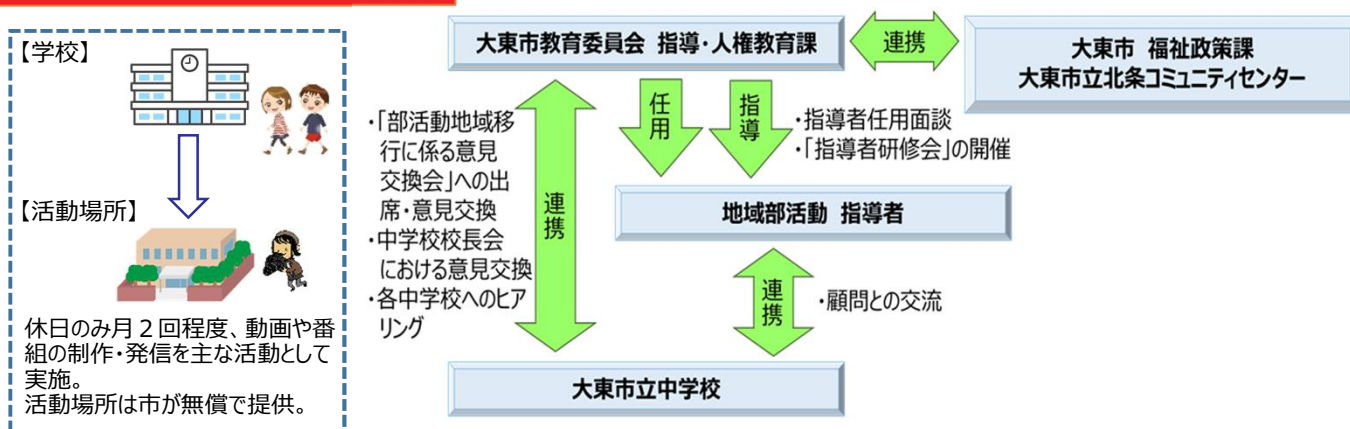 【学校】
【活動場所】
休日のみ月２回程度、動画や番
組の制作・発信を主な活動として
実施。
活動場所は市が無償で提供。
大東市教育委員会 指導・人権教育課
連携
大東市 福祉政策課
大東市立北条コミュニティセンター
・「部活動地域移
行に係る意見
交換会」への出
席・意見交換
・中学校校長会
における意見交換
・各中学校へのヒア
リング
連携
任用
指導
・指導者任用面談
・「指導者研修会」の開催
地域部活動 指導者
連携
・顧問との交流
大東市立中学校